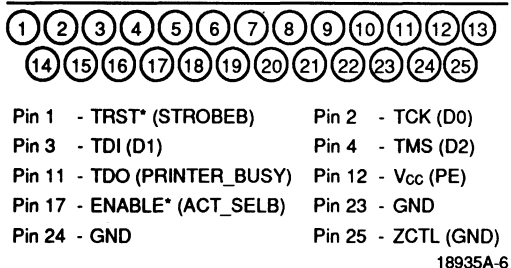 1 2 3 4 5 6 7 8 9 10 11 12 13
14 15 16 17 18 19 20 21 22 23 24 25
Pin 1 - TRST* (STROBEB) Pin 2 - TCK (D0)
Pin 3 - TDI (D1) Pin 4 - TMS (D2)
Pin 11 - TDO (PRINTER_BUSY) Pin 12 - VCC (PE)
Pin 17 - ENABLE* (ACT_SELB) Pin 23 - GND
Pin 24 - GND Pin 25 - ZCTL (GND)
18935A-6